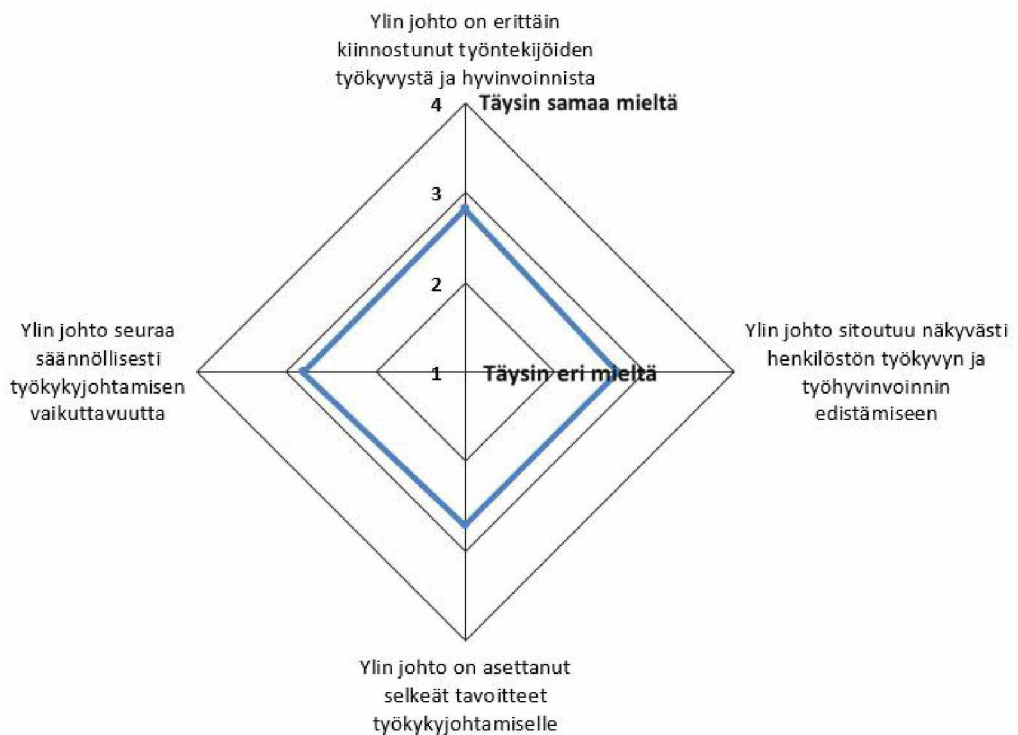 Ylin johto on erittäin
kiinnostunut työntekijöiden
työkyvystä ja hyvinvoinnista
4 Täysin samaa mieltä
3
2
Ylin johto seuraa
säännöllisesti
työkykyjohtamisen
vaikuttavuutta
1 Täysin eri mieltä
Ylin johto sitoutuu näkyvästi
henkilöstön työkyvyn ja
työhyvinvoinnin
edistämiseen
Ylin johto on asettanut
selkeät tavoitteet
työkykyjohtamiselle